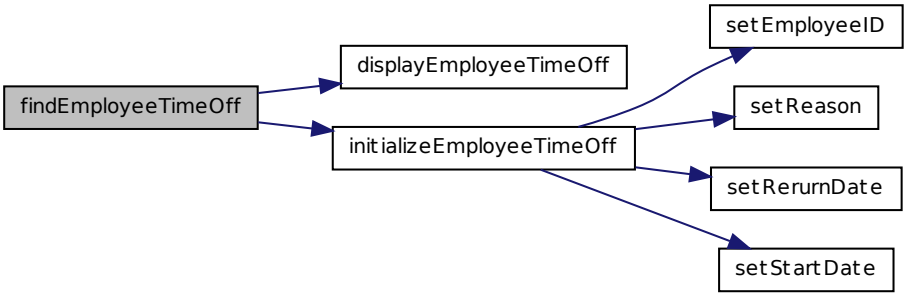 findEmployeeTimeOff
displayEmployeeTimeOff
initializeEmployeeTimeOff
setEmployeeID
setReason
setRerurnDate
setStartDate